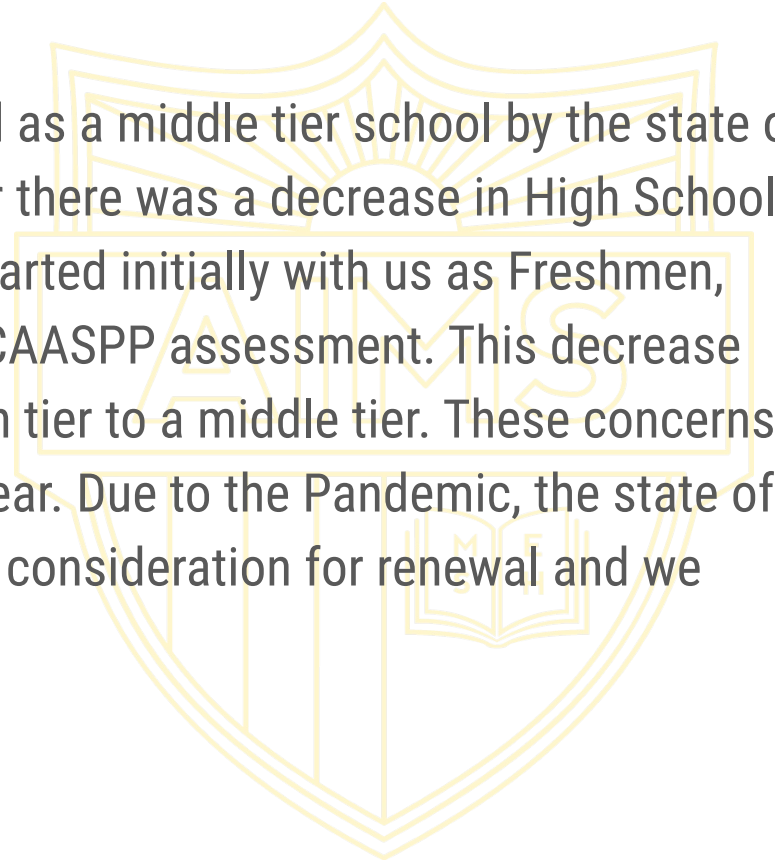 as a middle tier school by the state
there was a decrease in High School
initially with us as Freshmen,
CAASPP assessment. This decrease
tier to a middle tier. These concerns
Due to the Pandemic, the state of
consideration for renewal and we
AIMS
M E
S H